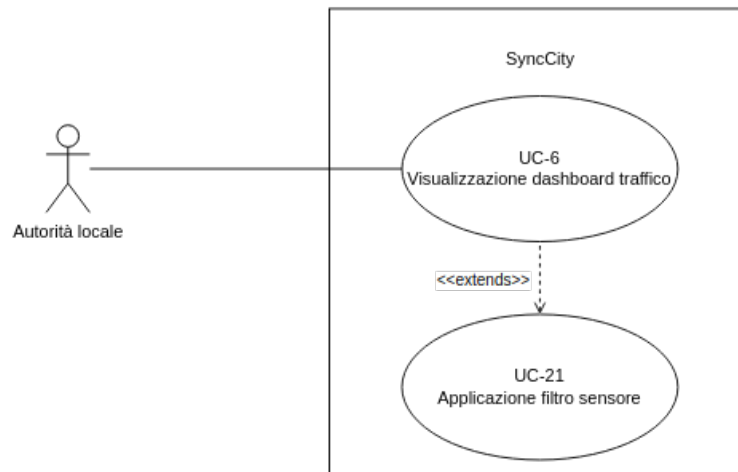 SyncCity
UC-6
Visualizzazione dashboard traffico
Autorità locale
<<extends>>
UC-21
Applicazione filtro sensore